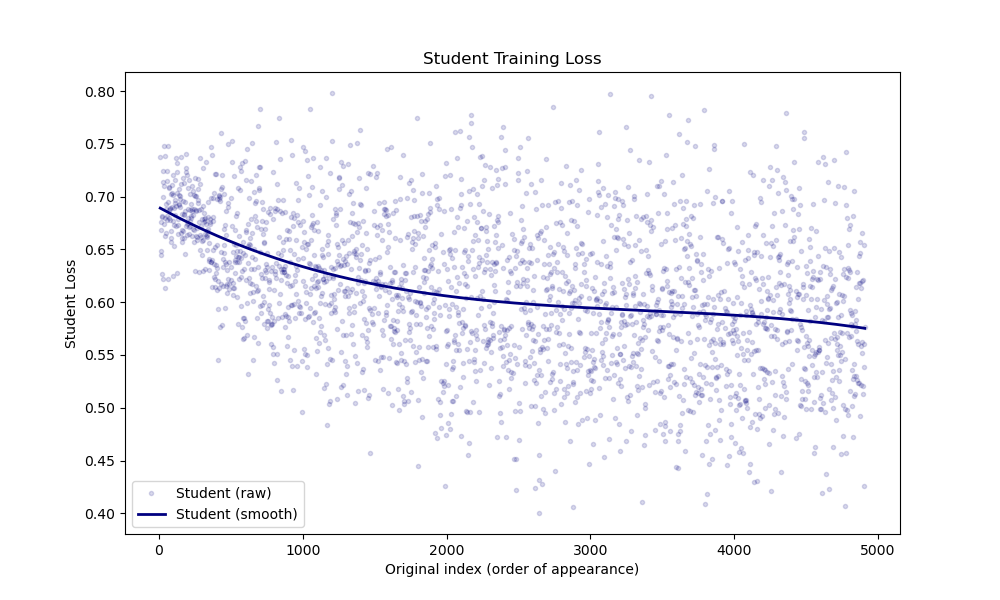 Student Training Loss
Student Loss
0.80
0.75
0.70
0.65
0.60
0.55
0.50
0.45
0.40
Student (raw)
Student (smooth)
0 1000 2000 3000 4000 5000
Original index (order of appearance)